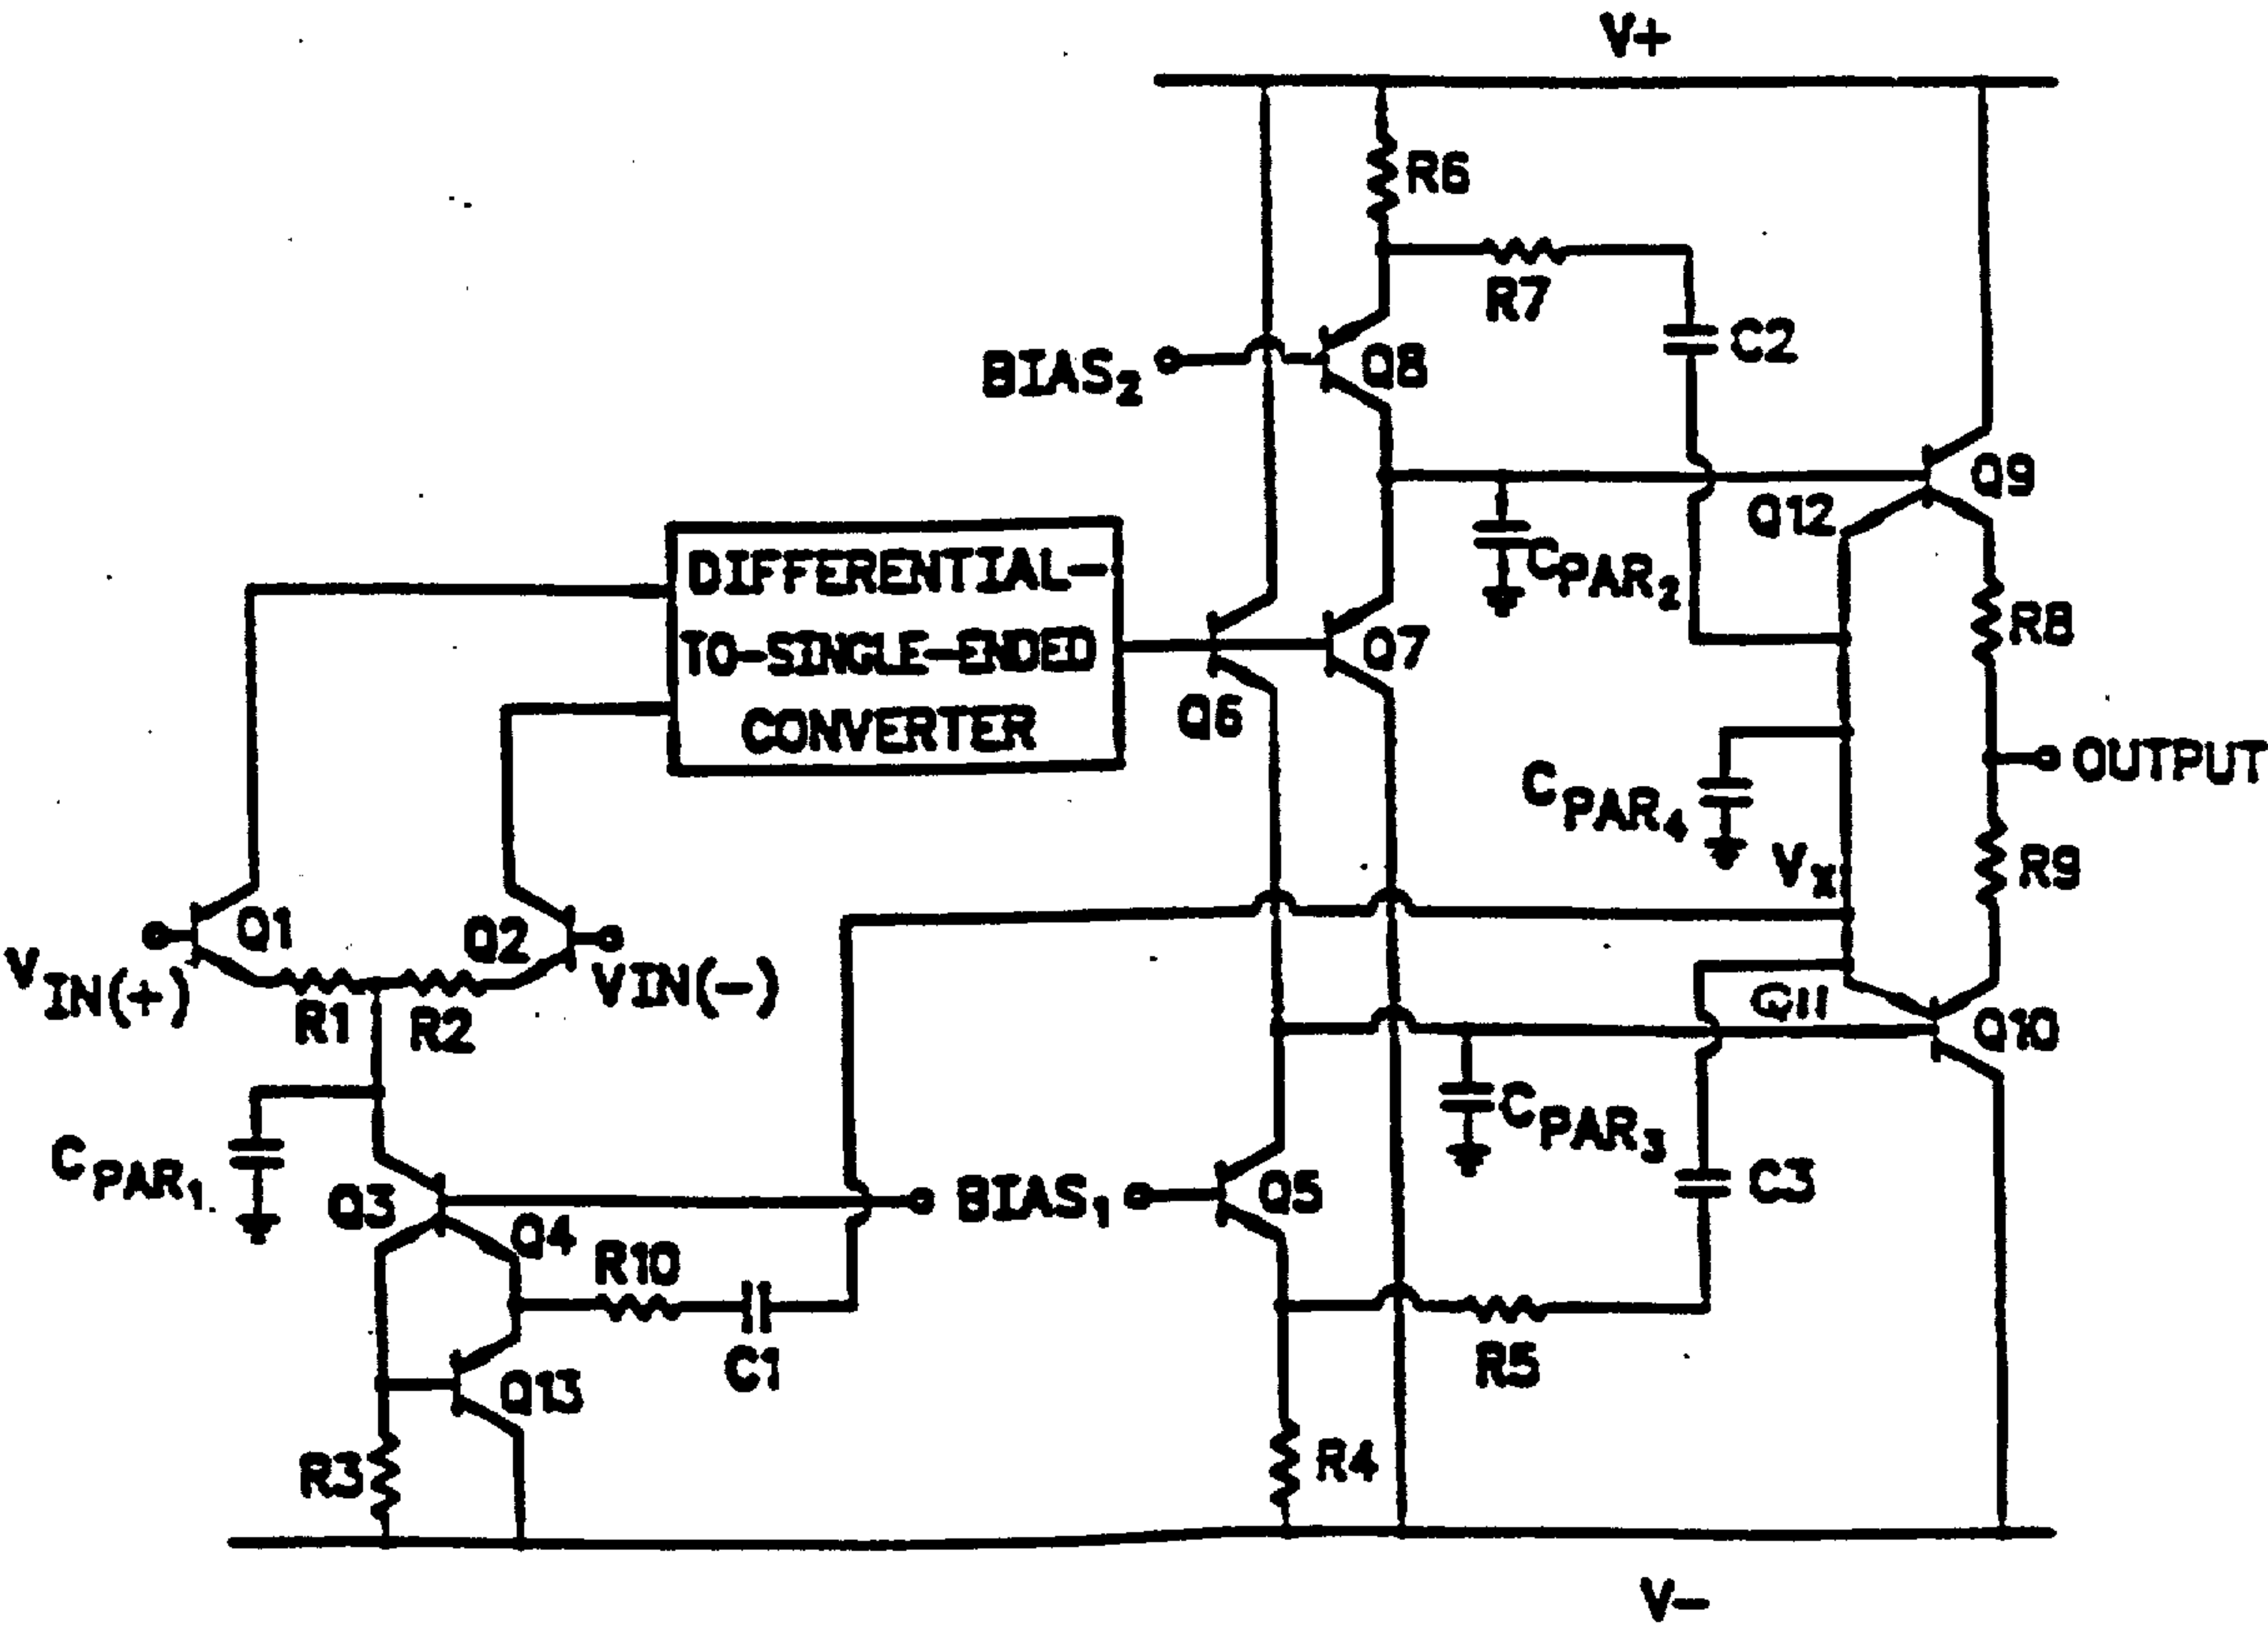 V+
R6
R7
C2
BIAS2
Q8
Q9
Q12
CPAR2
DIFFERENTIAL-
TO-SINGLE-ENDED
CONVERTER
Q7
Q6
R8
OUTPUT
CPAR4
VX
R9
Q1
Q2
VIN(+)
VIN(-)
R1
R2
Q11
Q10
CPAR1
CPAR3
Q3
Q4
BIAS1
Q5
C3
R10
C1
R5
Q13
R3
R4
V-